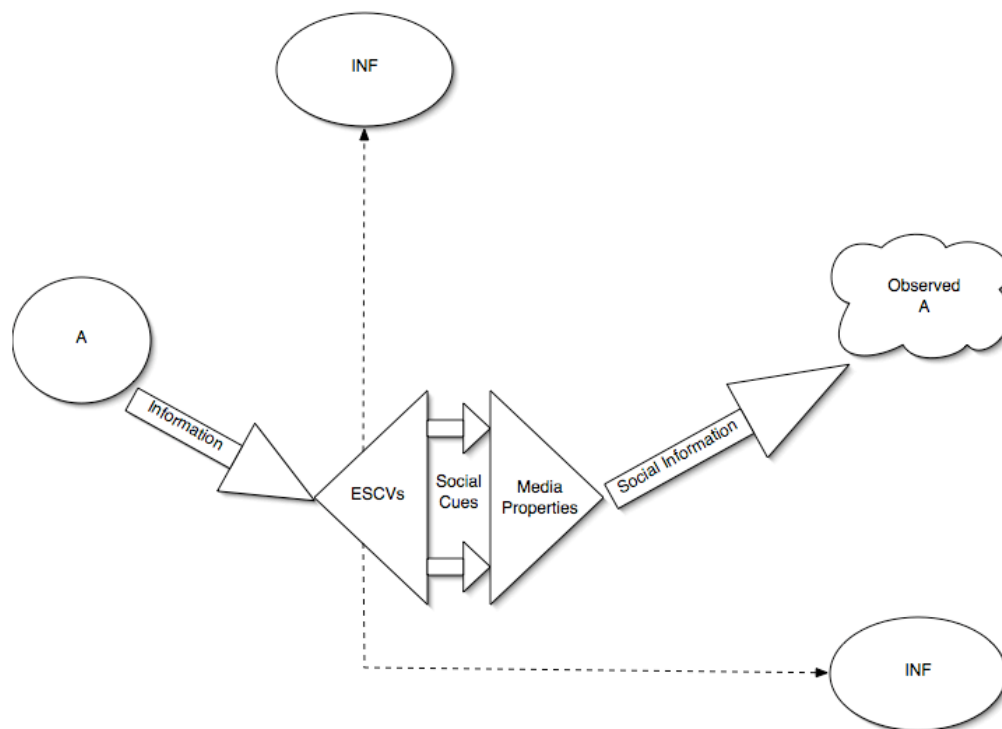 INF
Observed
A
A
Information
Social Information
ESCVs
Social
Cues
Media
Properties
INF